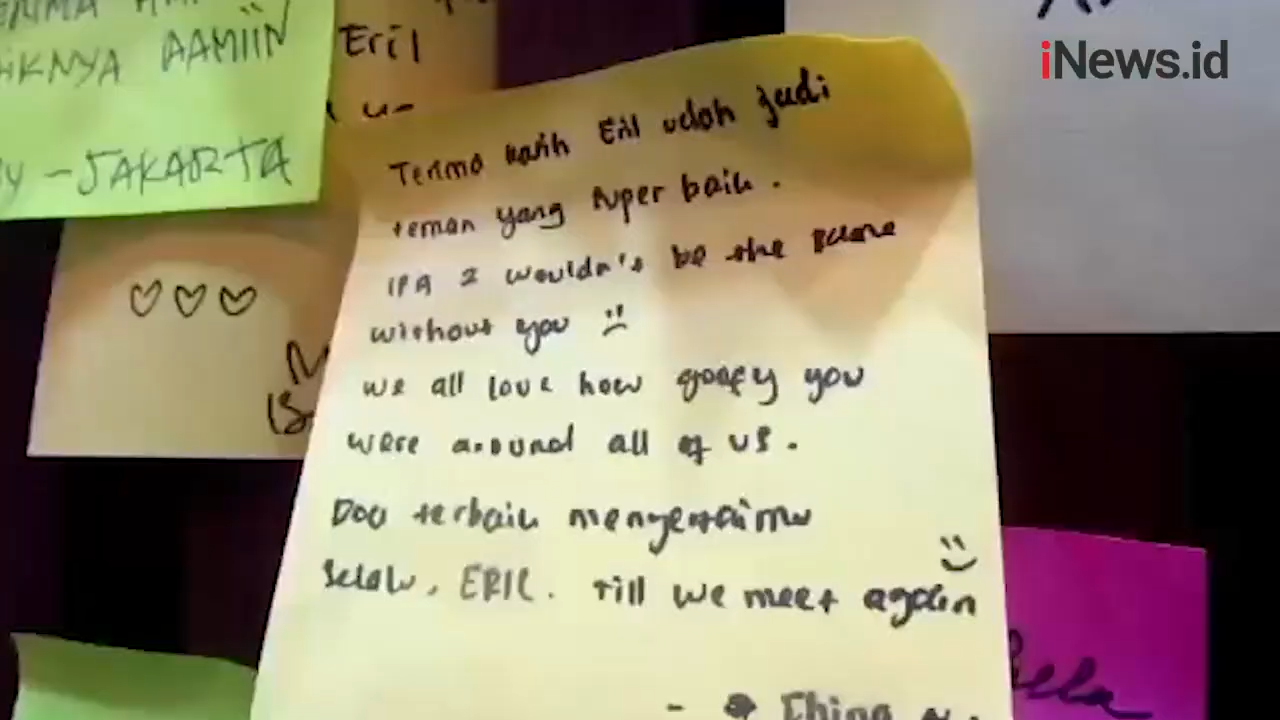 iNews.id
AAMIIN
Eril
KNYA
-JAKARTA
Terima kasih Eril udah jadi
teman yang super baik.
IPA 2 wouldn't be the same
without you :(
we all love how goofy you
were around all of us.
Doa terbaik menyertaimu
selalu, ERIL. Till we meet again :)
-